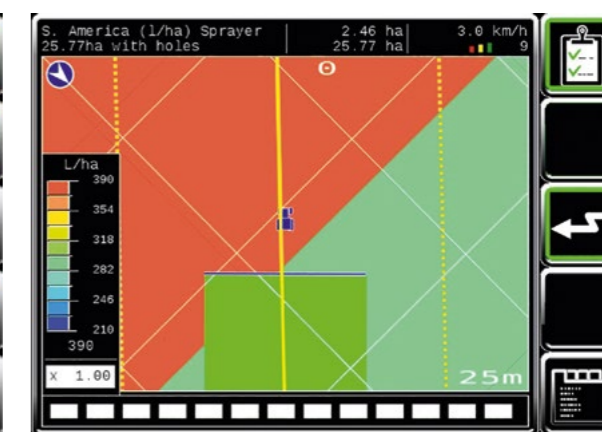 S. America (l/ha) Sprayer 2.46 ha 3.0 km/h
25.77ha with holes 25.77 ha 9
L/ha
390
354
318
282
246
210
390
x 1.00
25m